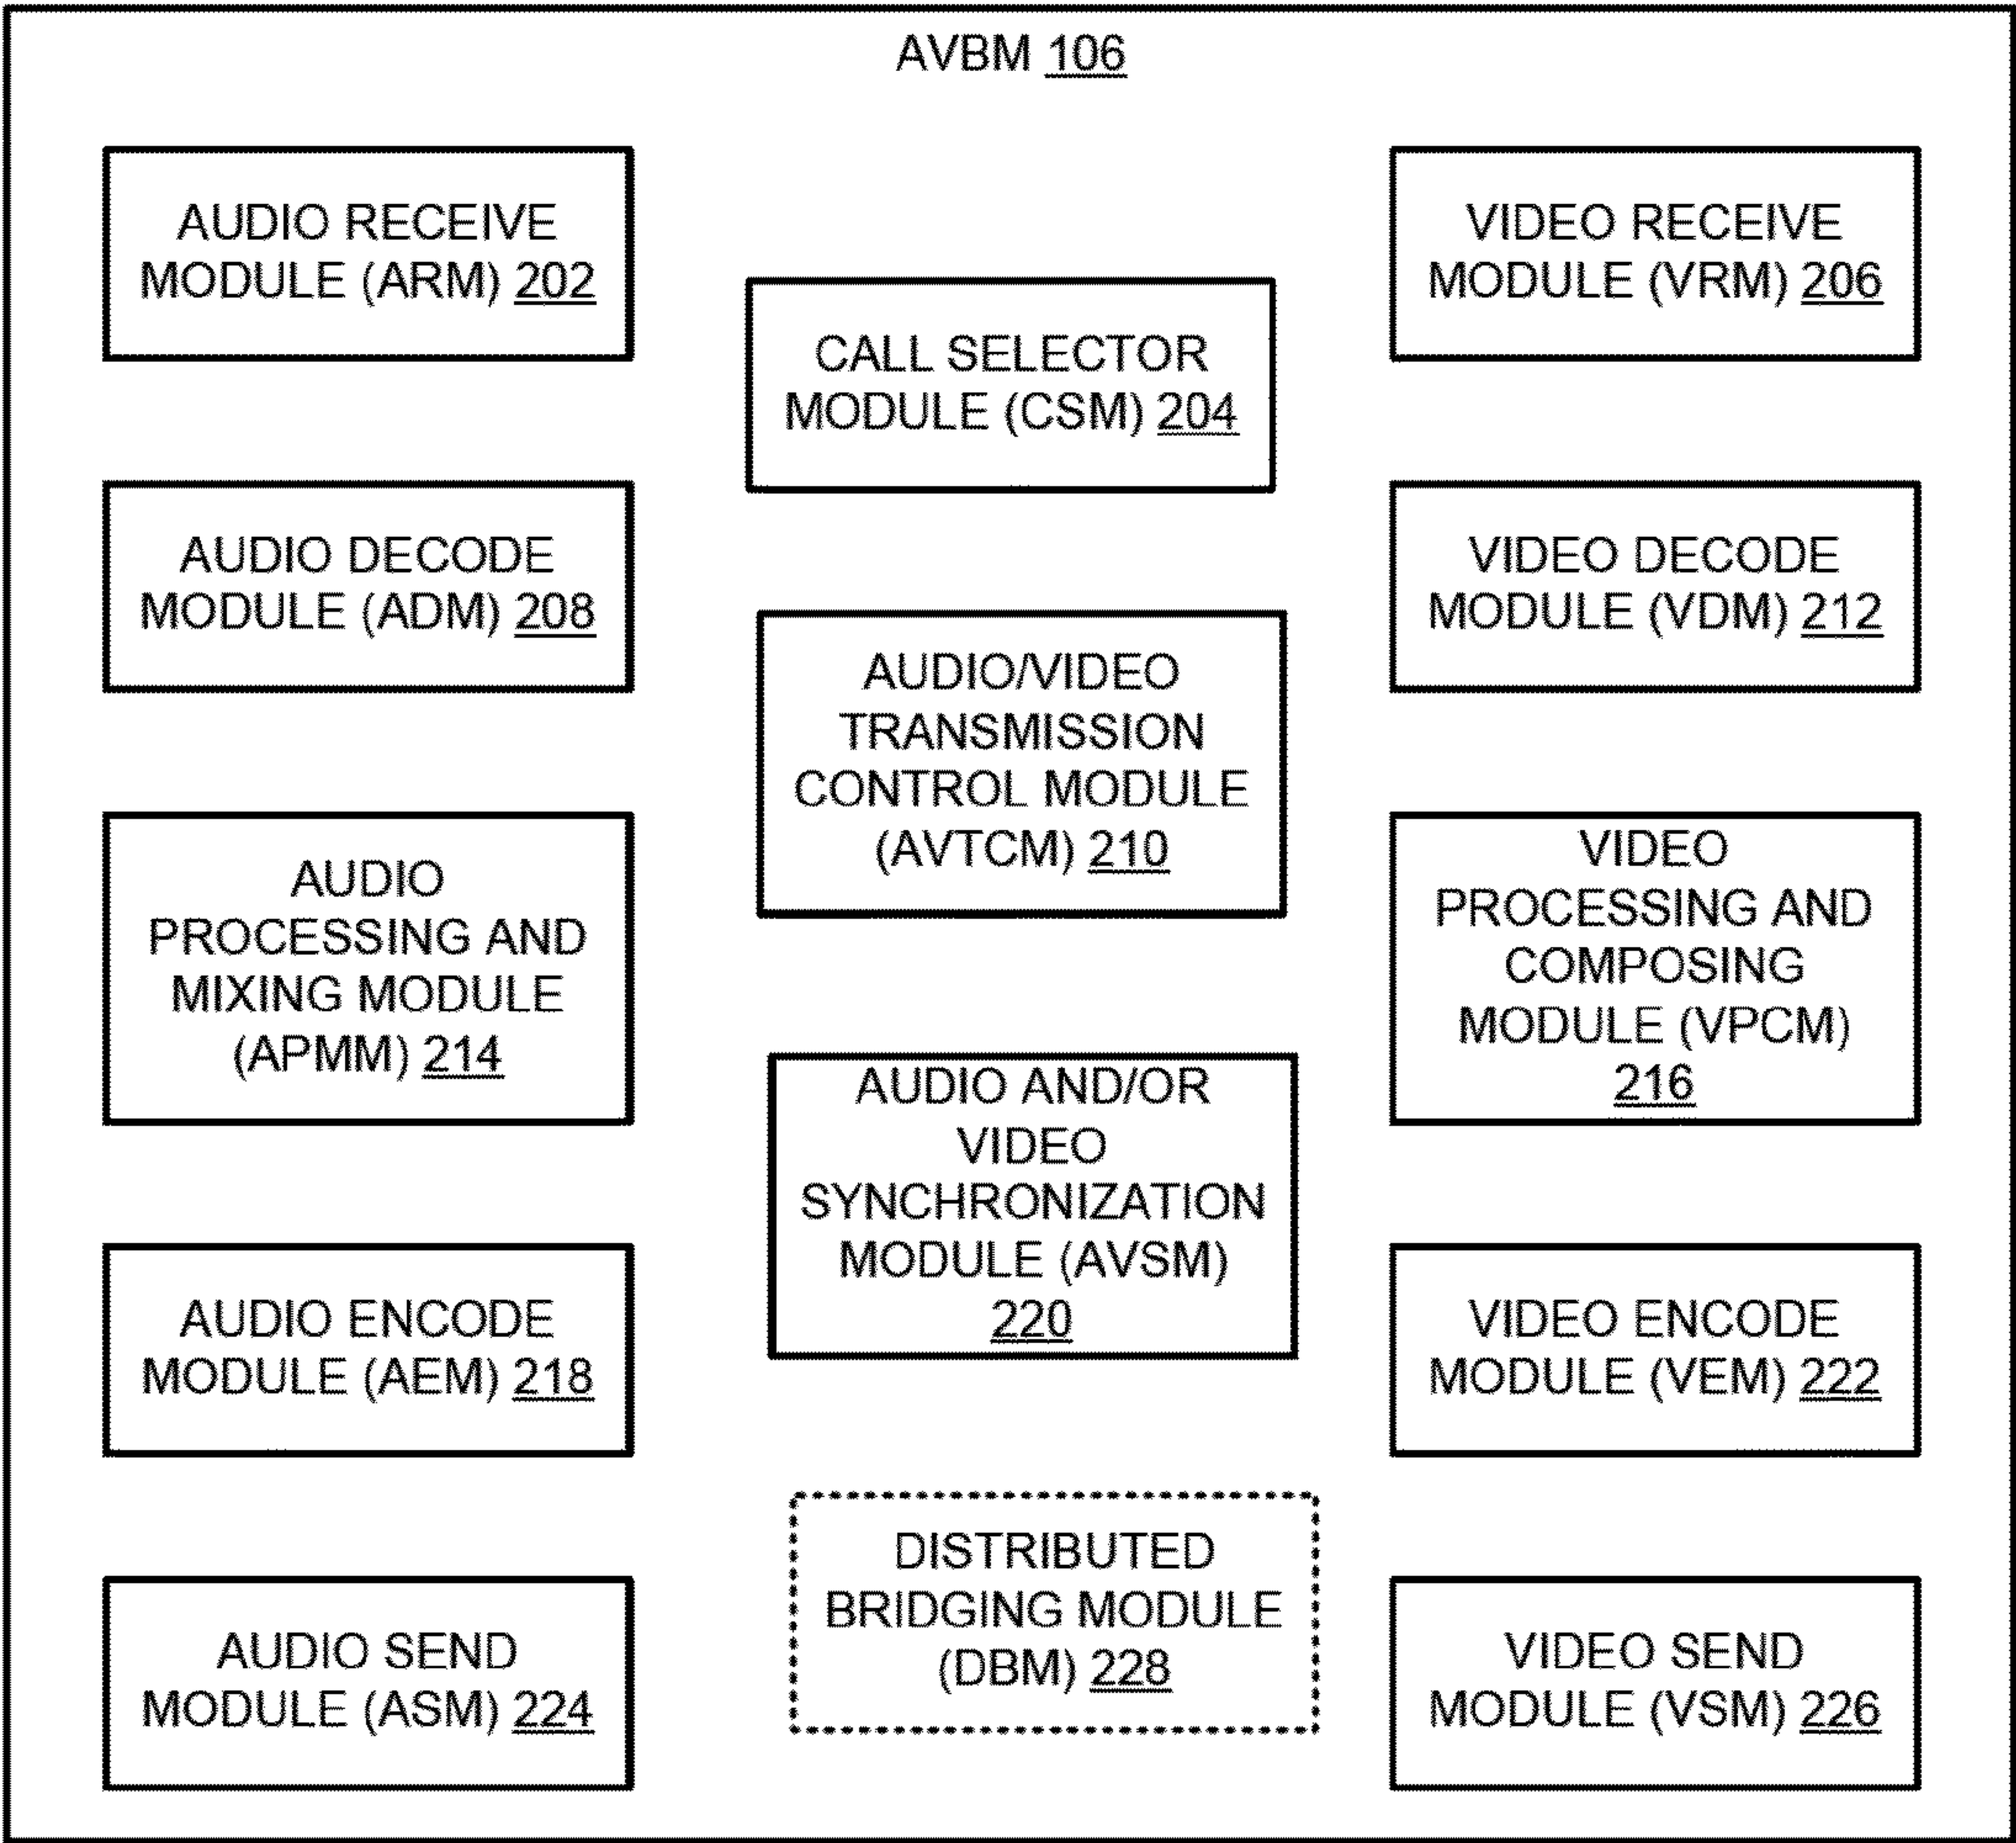 AVBM 106
AUDIO RECEIVE
MODULE (ARM) 202
CALL SELECTOR
MODULE (CSM) 204
VIDEO RECEIVE
MODULE (VRM) 206
AUDIO DECODE
MODULE (ADM) 208
AUDIO/VIDEO
TRANSMISSION
CONTROL MODULE
(AVTCM) 210
VIDEO DECODE
MODULE (VDM) 212
AUDIO
PROCESSING AND
MIXING MODULE
(APMM) 214
VIDEO
PROCESSING AND
COMPOSING
MODULE (VPCM)
216
AUDIO ENCODE
MODULE (AEM) 218
AUDIO AND/OR
VIDEO
SYNCHRONIZATION
MODULE (AVSM)
220
VIDEO ENCODE
MODULE (VEM) 222
AUDIO SEND
MODULE (ASM) 224
DISTRIBUTED
BRIDGING MODULE
(DBM) 228
VIDEO SEND
MODULE (VSM) 226